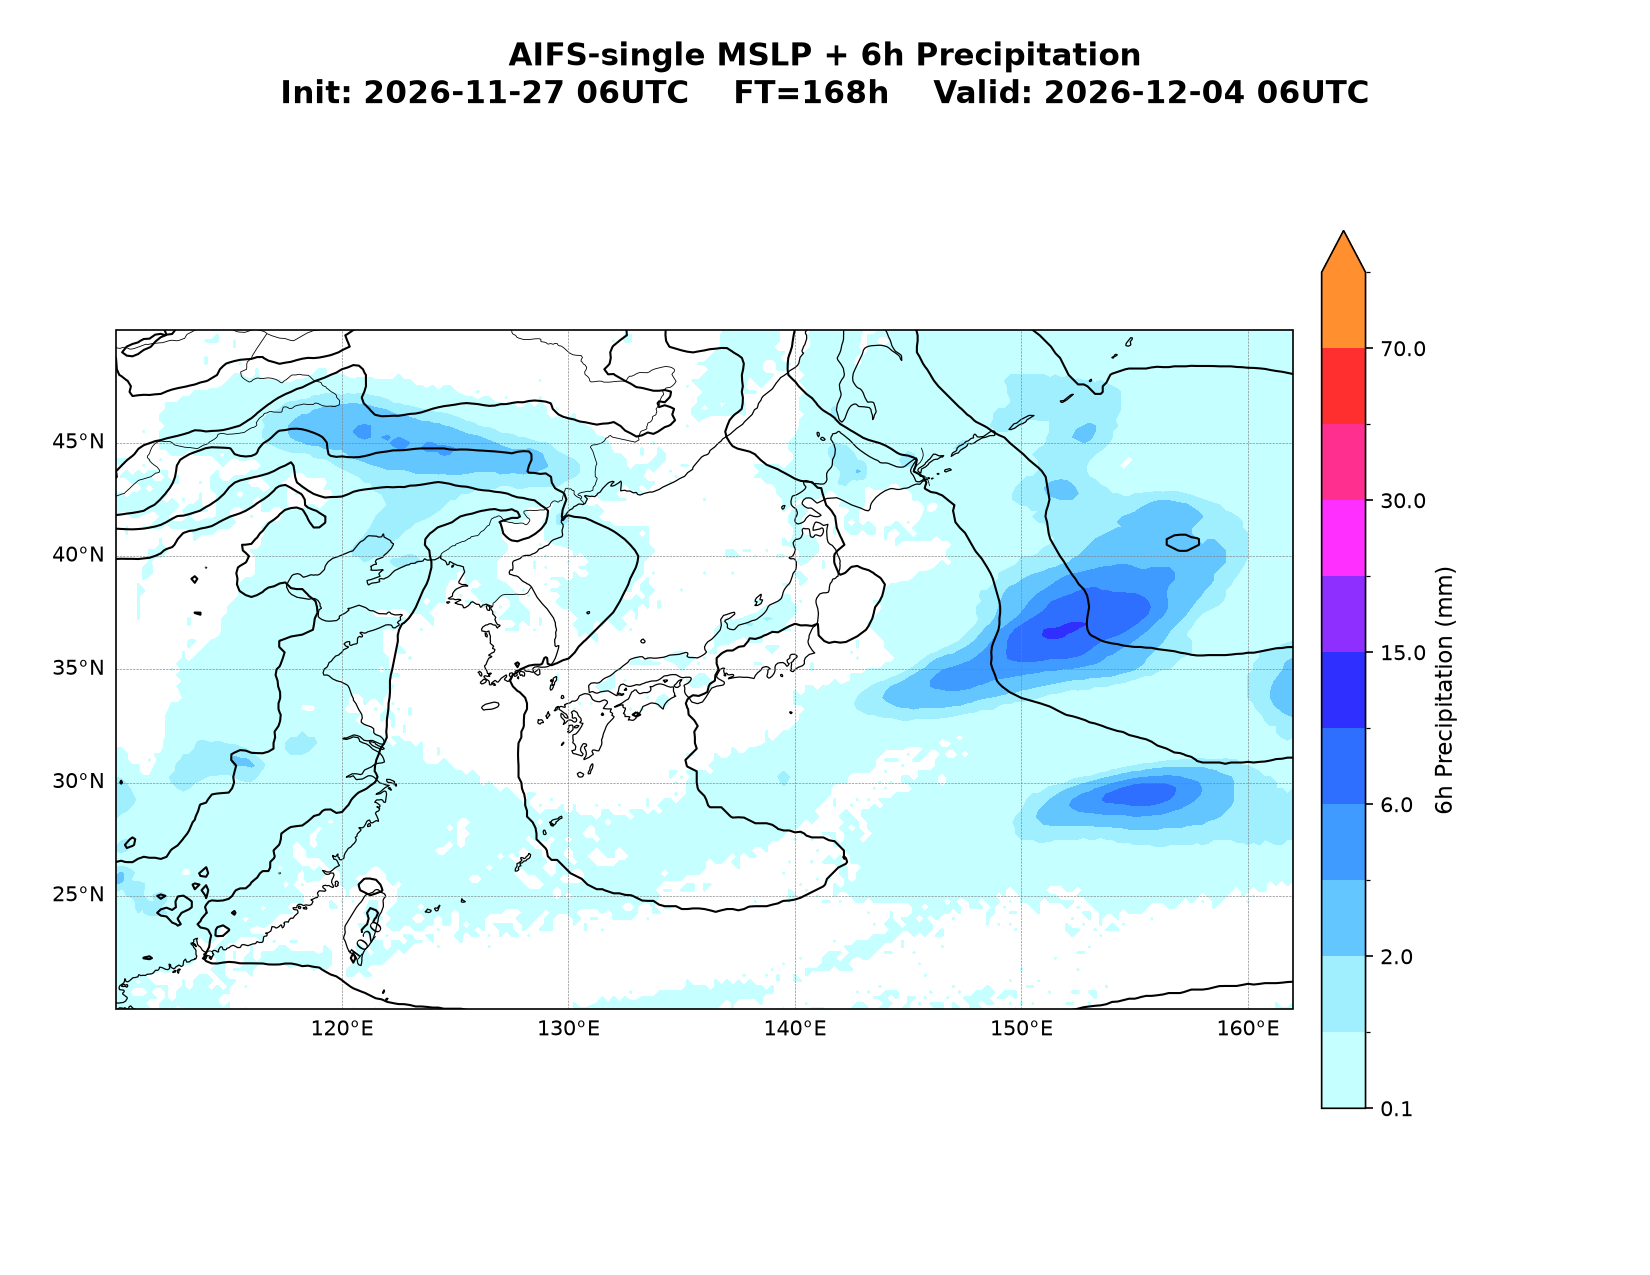 AIFS-single MSLP + 6h Precipitation
Init: 2026-11-27 06UTC    FT=168h    Valid: 2026-12-04 06UTC
70.0
30.0
15.0
6.0
2.0
0.1
6h Precipitation (mm)
45°N
40°N
35°N
30°N
25°N
1020
120°E
130°E
140°E
150°E
160°E